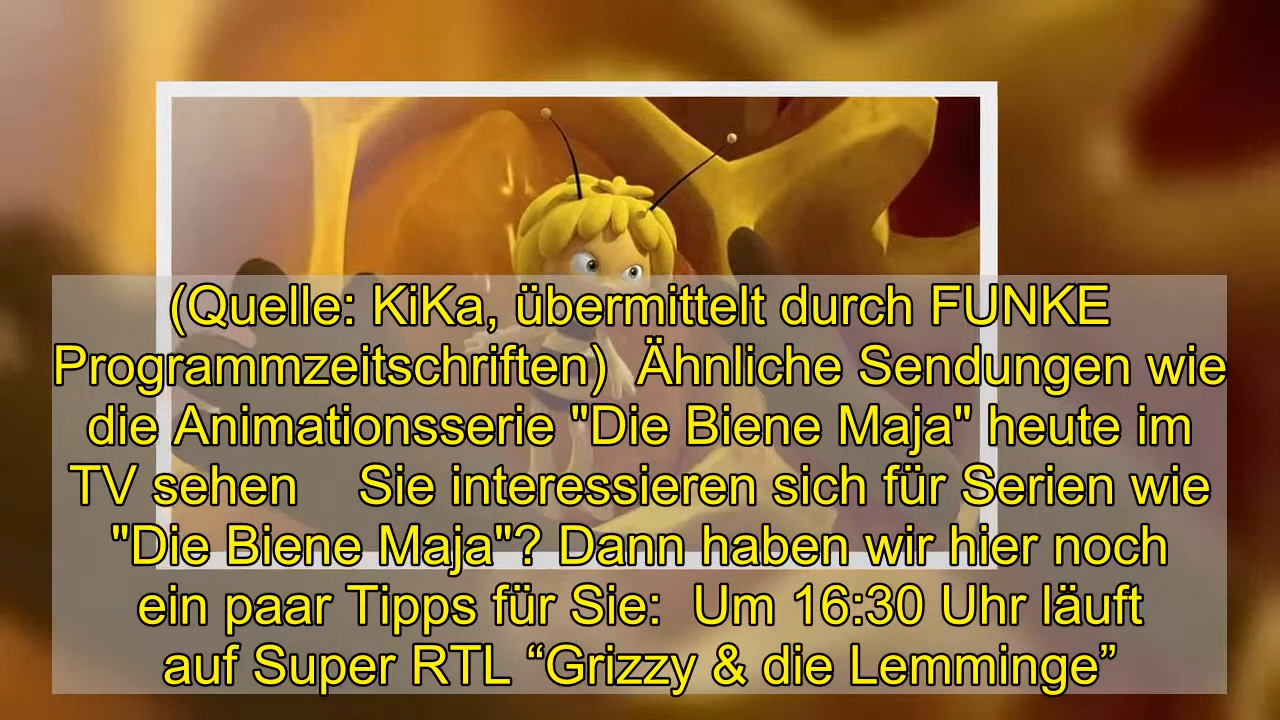 (Quelle: KiKa, übermittelt durch FUNKE
Programmzeitschriften)  Ähnliche Sendungen wie
die Animationsserie "Die Biene Maja" heute im
TV sehen    Sie interessieren sich für Serien wie
"Die Biene Maja"? Dann haben wir hier noch
ein paar Tipps für Sie:  Um 16:30 Uhr läuft
auf Super RTL “Grizzy & die Lemminge”